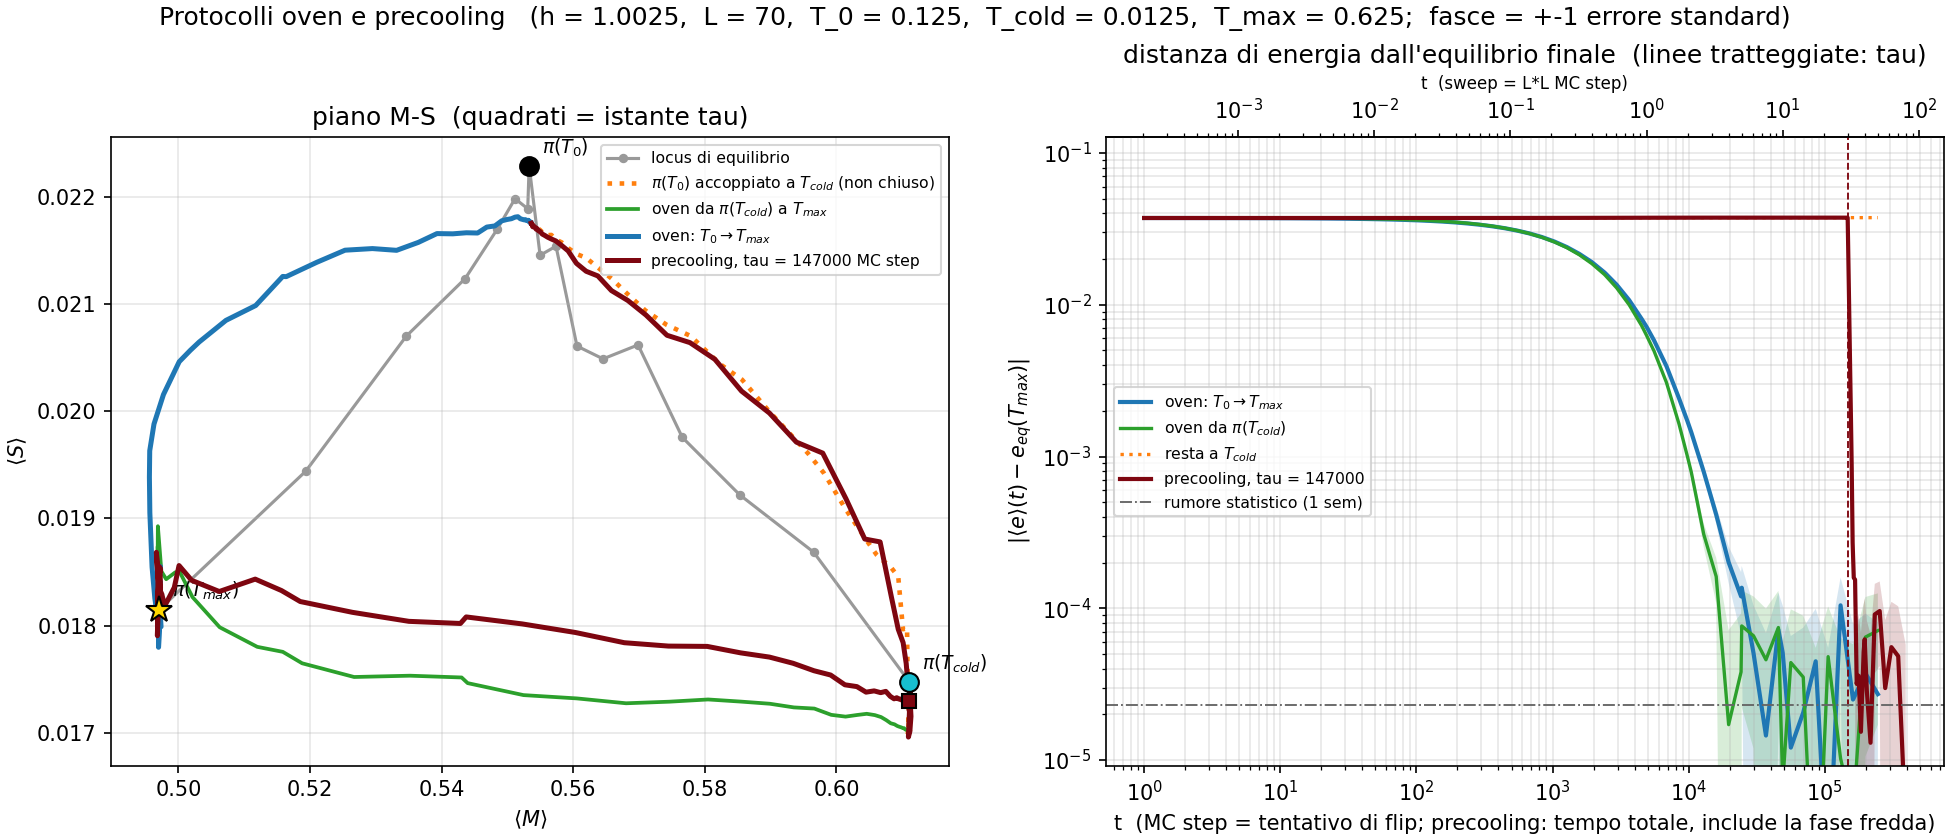 Protocolli oven e precooling (h = 1.0025, L = 70, T_0 = 0.125, T_cold = 0.0125, T_max = 0.625; fasce = +-1 errore standard)
piano M-S (quadrati = istante tau)
π(T₀)
locus di equilibrio
π(T₀) accoppiato a T_cold (non chiuso)
oven da π(T_cold) a T_max
oven: T₀ → T_max
precooling, tau = 147000 MC step
0.022
0.021
0.020
0.019
0.018
0.017
⟨S⟩
π(T_max)
π(T_cold)
0.50 0.52 0.54 0.56 0.58 0.60
⟨M⟩
distanza di energia dall'equilibrio finale (linee tratteggiate: tau)
t (sweep = L*L MC step)
10⁻³ 10⁻² 10⁻¹ 10⁰ 10¹ 10²
10⁻¹
10⁻²
10⁻³
10⁻⁴
10⁻⁵
|⟨e⟩(t) − e_eq(T_max)|
oven: T₀ → T_max
oven da π(T_cold)
resta a T_cold
precooling, tau = 147000
rumore statistico (1 sem)
10⁰ 10¹ 10² 10³ 10⁴ 10⁵
t (MC step = tentativo di flip; precooling: tempo totale, include la fase fredda)